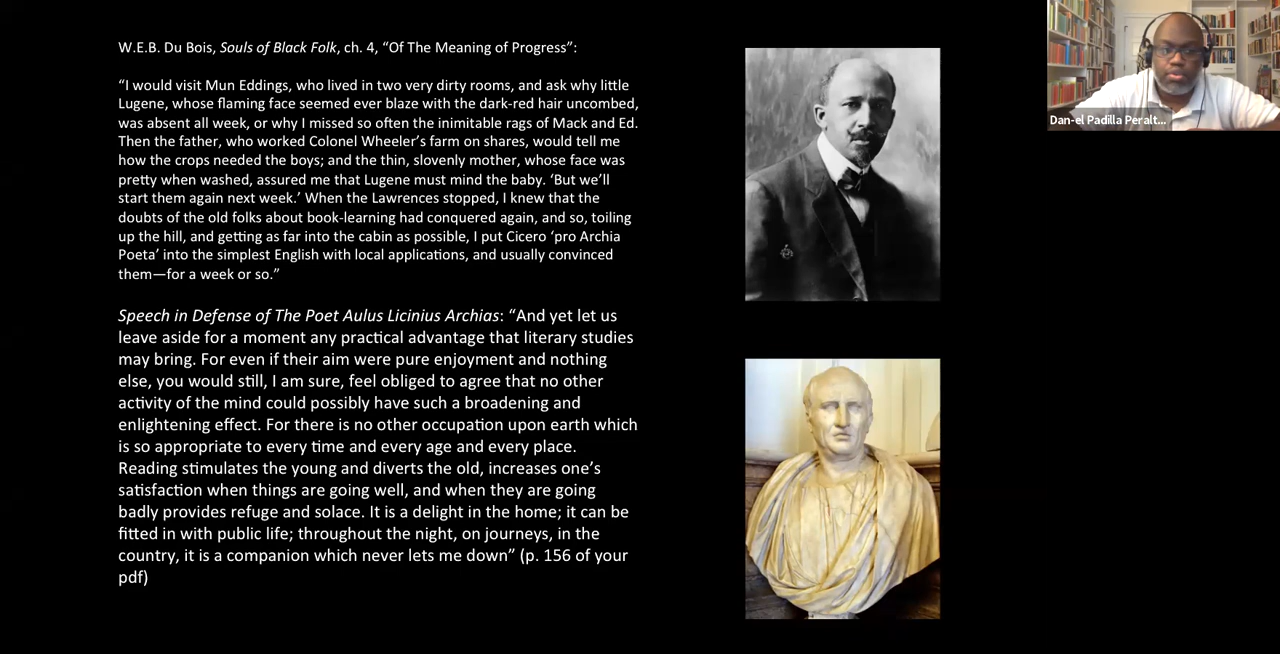 W.E.B. Du Bois, Souls of Black Folk, ch. 4, “Of The Meaning of Progress”:
“I would visit Mun Eddings, who lived in two very dirty rooms, and ask why little
Lugene, whose flaming face seemed ever blaze with the dark-red hair uncombed,
was absent all week, or why I missed so often the inimitable rags of Mack and Ed.
Then the father, who worked Colonel Wheeler’s farm on shares, would tell me
how the crops needed the boys; and the thin, slovenly mother, whose face was
pretty when washed, assured me that Lugene must mind the baby. ‘But we’ll
start them again next week.’ When the Lawrences stopped, I knew that the
doubts of the old folks about book-learning had conquered again, and so, toiling
up the hill, and getting as far into the cabin as possible, I put Cicero ‘pro Archia
Poeta’ into the simplest English with local applications, and usually convinced
them—for a week or so.”
Speech in Defense of The Poet Aulus Licinius Archias: “And yet let us
leave aside for a moment any practical advantage that literary studies
may bring. For even if their aim were pure enjoyment and nothing
else, you would still, I am sure, feel obliged to agree that no other
activity of the mind could possibly have such a broadening and
enlightening effect. For there is no other occupation upon earth which
is so appropriate to every time and every age and every place.
Reading stimulates the young and diverts the old, increases one’s
satisfaction when things are going well, and when they are going
badly provides refuge and solace. It is a delight in the home; it can be
fitted in with public life; throughout the night, on journeys, in the
country, it is a companion which never lets me down” (p. 156 of your
pdf)
Dan-el Padilla Peralt...